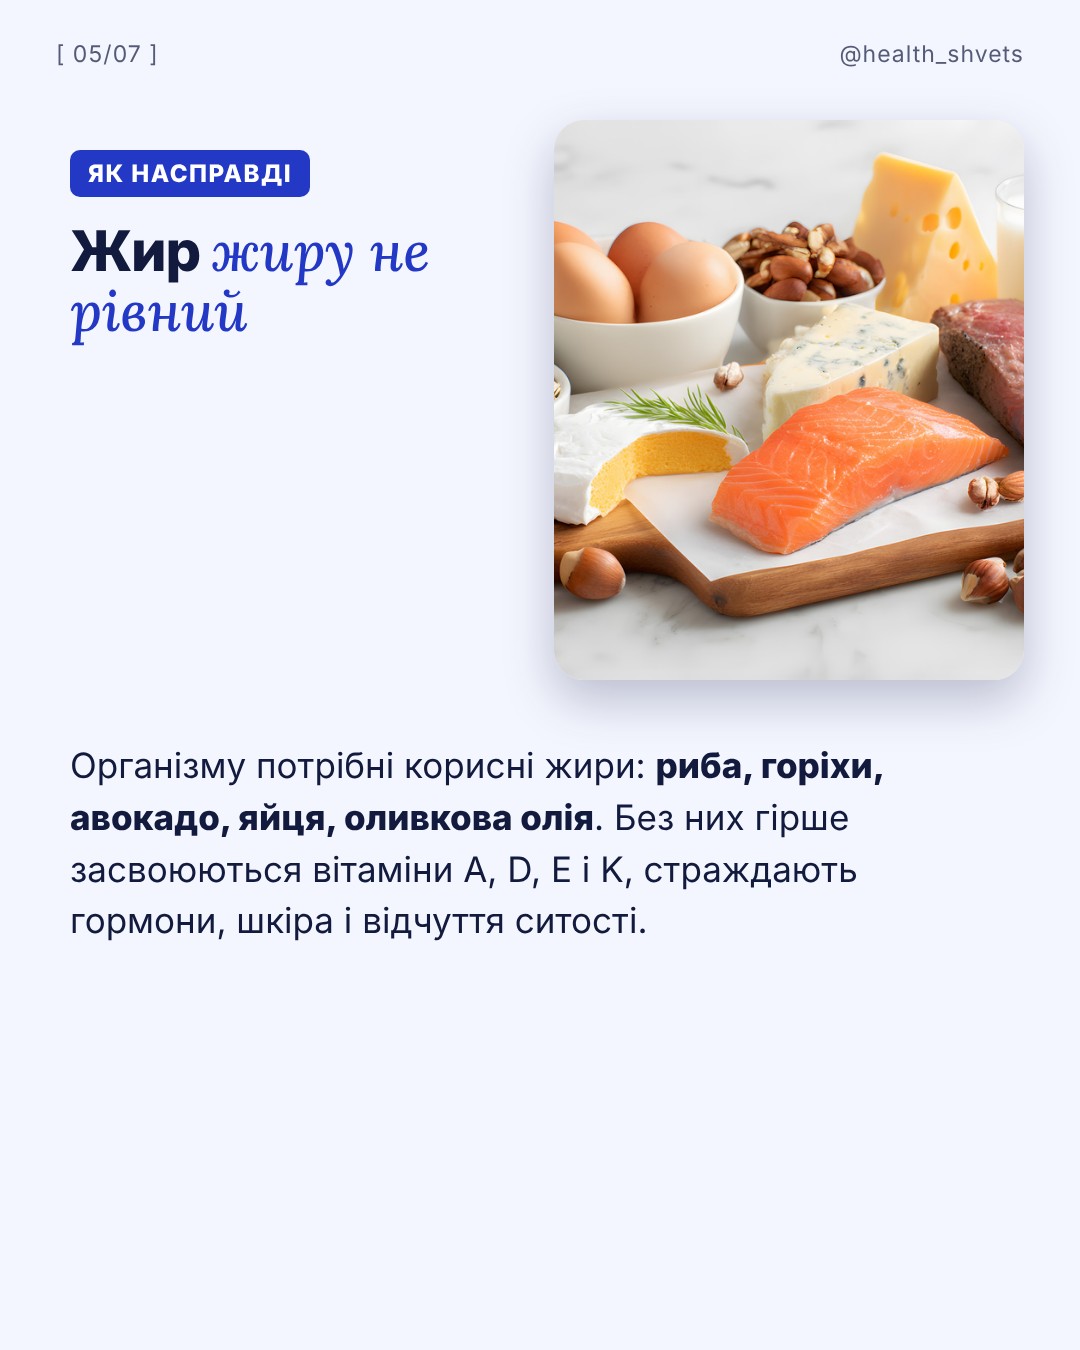 [ 05/07 ]
@health_shvets
ЯК НАСПРАВДІ
Жир жиру не
рівний
Організму потрібні корисні жири: риба, горіхи,
авокадо, яйця, оливкова олія. Без них гірше
засвоюються вітаміни A, D, E і K, страждають
гормони, шкіра і відчуття ситості.